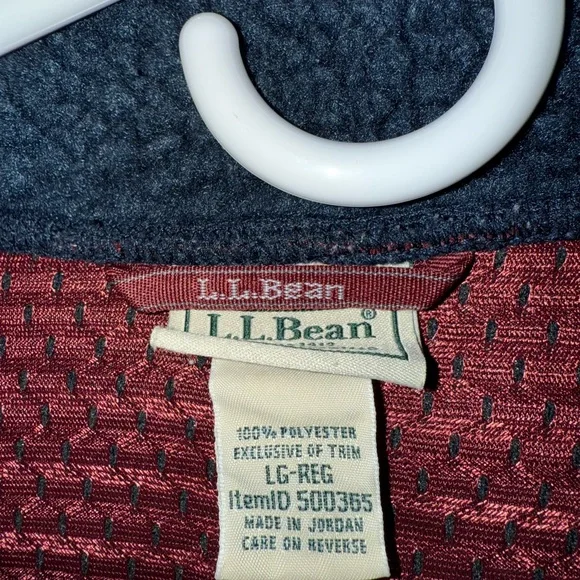 L.L.Bean
L.L.Bean®
100% POLYESTER
EXCLUSIVE OF TRIM
LG-REG
ItemID 500365
MADE IN JORDAN
CARE ON REVERSE